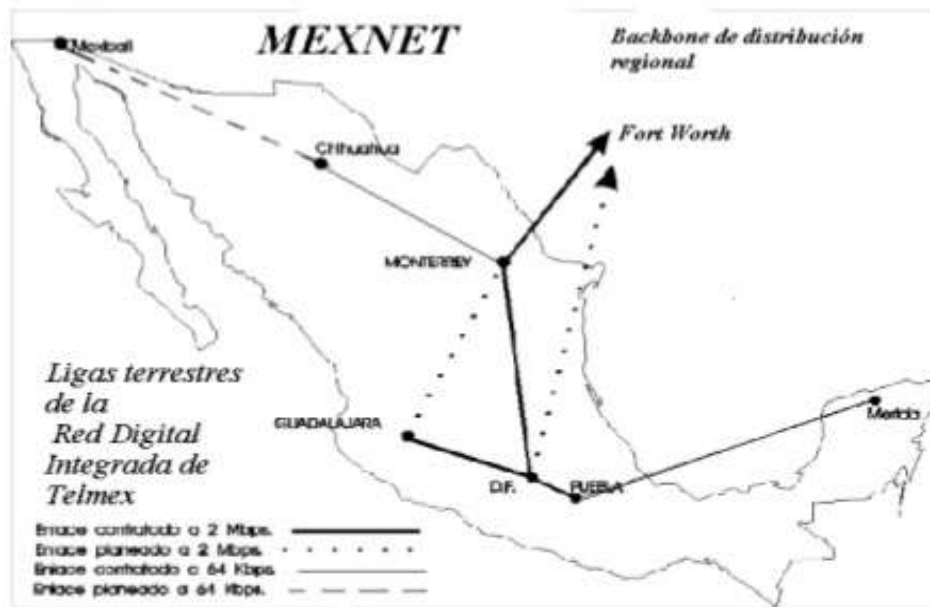 MEXNET
Backbone de distribución
regional
Mexicali
Fort Worth
Chihuahua
MONTERREY
Ligas terrestres
de la
Red Digital
Integrada de
Telmex
GUADALAJARA
Merida
D.F.
PUEBLA
Enlace contratado a 2 Mbps.
Enlace planeado a 2 Mbps.
Enlace contratado a 64 Kbps.
Enlace planeado a 64 Kbps.